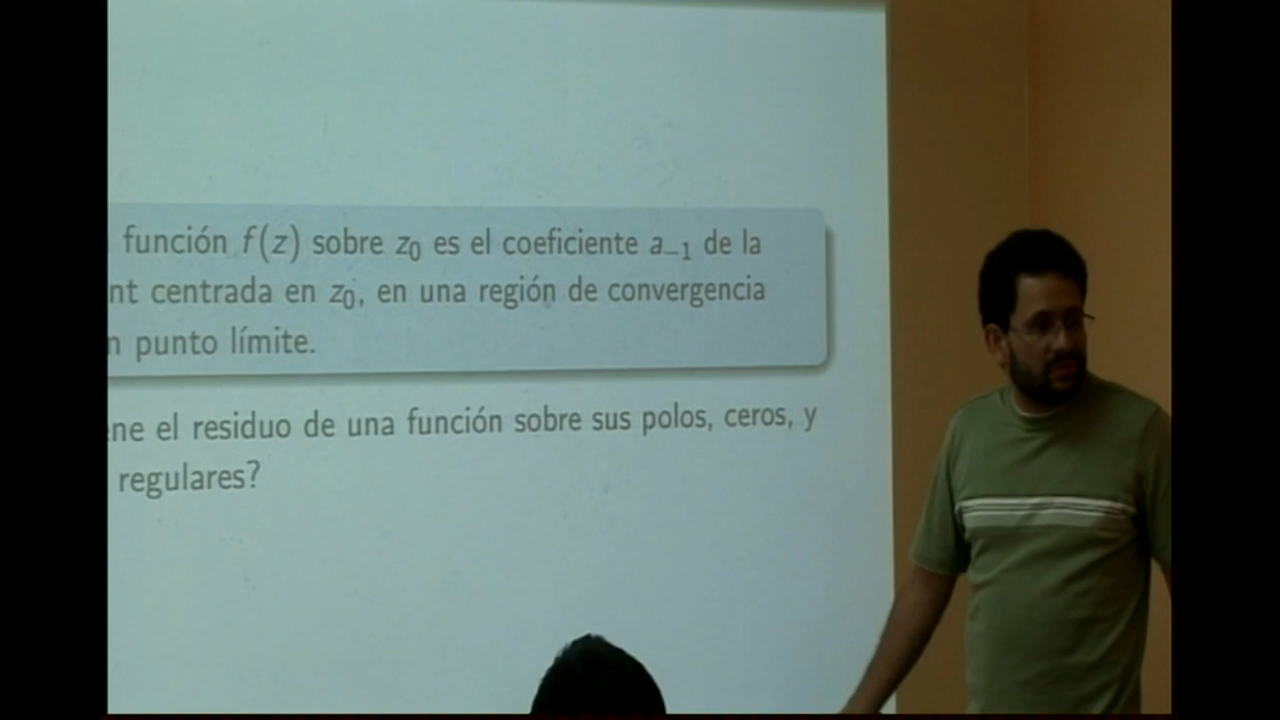 función f(z) sobre z₀ es el coeficiente a₋₁ de la
nt centrada en z₀, en una región de convergencia
n punto límite.
ne el residuo de una función sobre sus polos, ceros, y
regulares?